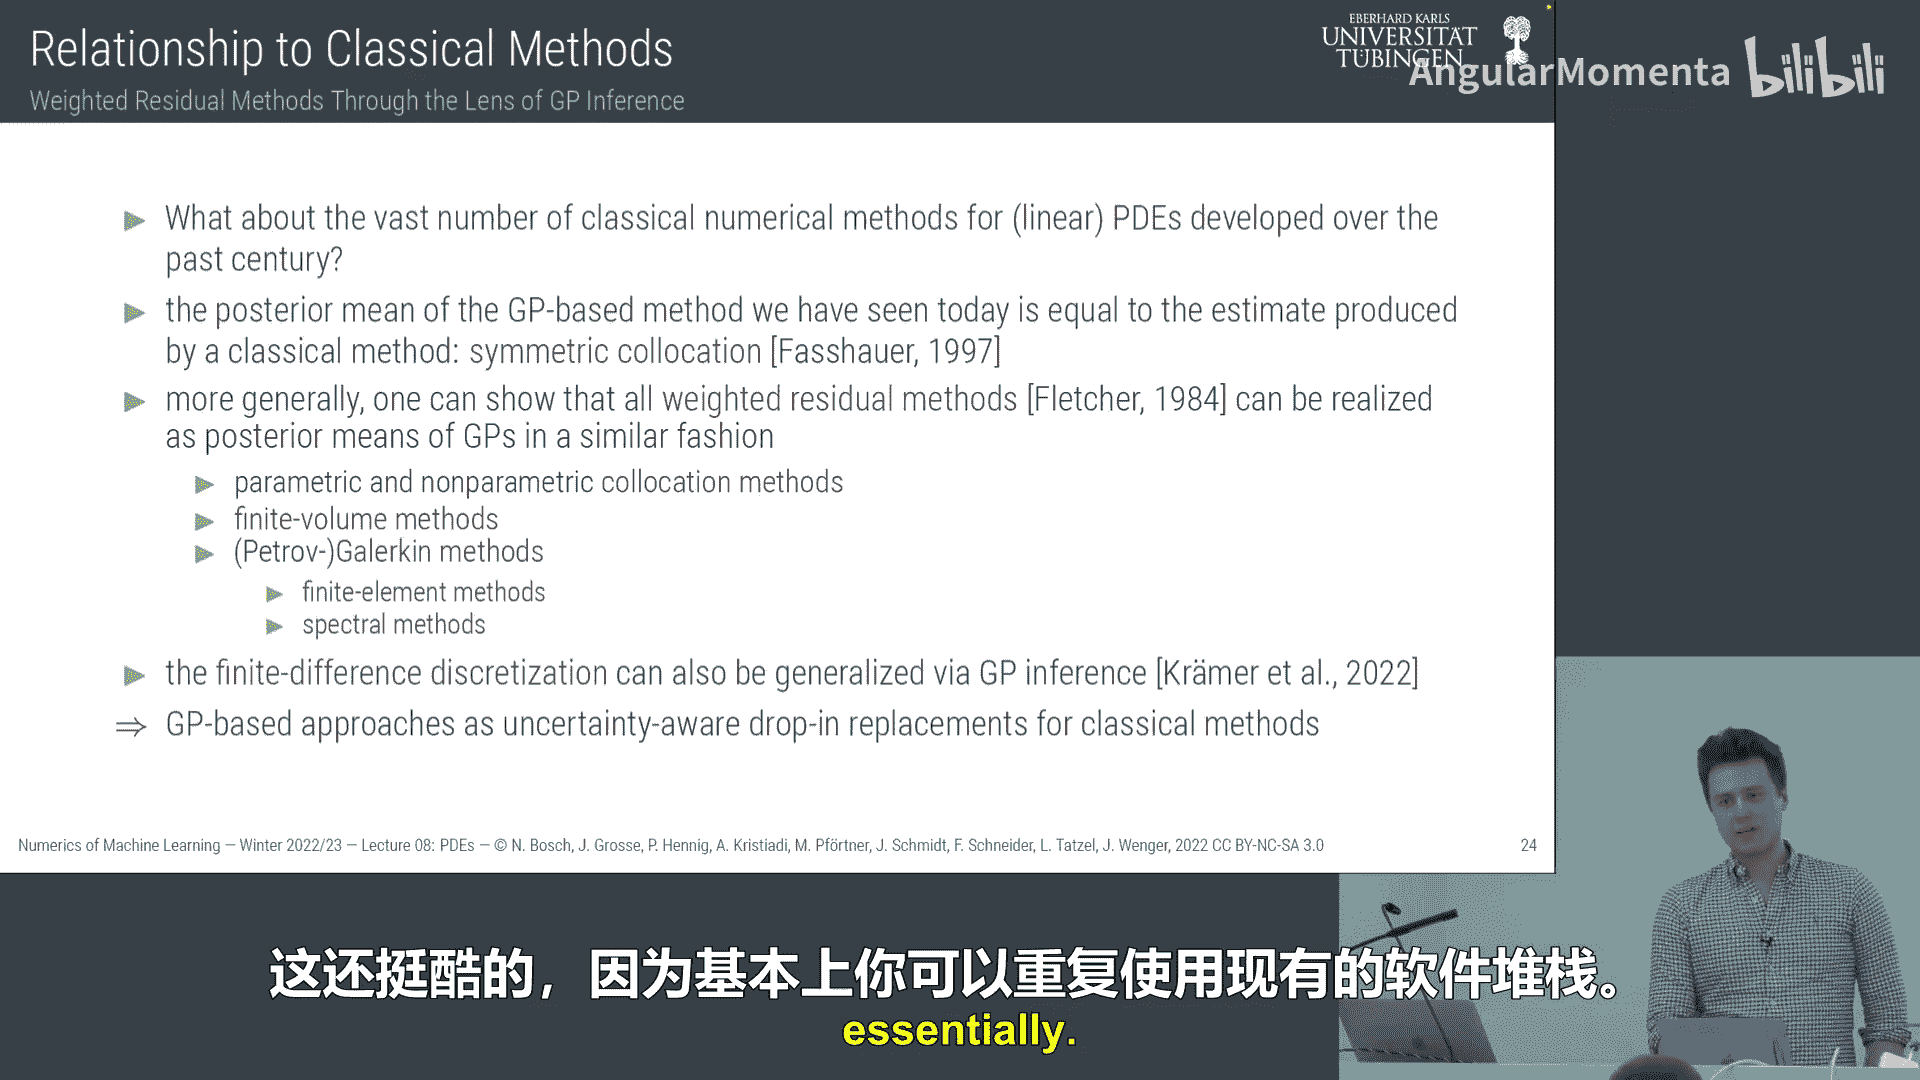 Relationship to Classical Methods
Weighted Residual Methods Through the Lens of GP Inference
EBERHARD KARLS
UNIVERSITÄT
TÜBINGEN
AngularMomenta
bilibili
What about the vast number of classical numerical methods for (linear) PDEs developed over the
past century?
the posterior mean of the GP-based method we have seen today is equal to the estimate produced
by a classical method: symmetric collocation [Fasshauer, 1997]
more generally, one can show that all weighted residual methods [Fletcher, 1984] can be realized
as posterior means of GPs in a similar fashion
parametric and nonparametric collocation methods
finite-volume methods
(Petrov-)Galerkin methods
finite-element methods
spectral methods
the finite-difference discretization can also be generalized via GP inference [Krämer et al., 2022]
⇒ GP-based approaches as uncertainty-aware drop-in replacements for classical methods
Numerics of Machine Learning — Winter 2022/23 — Lecture 08: PDEs — © N. Bosch, J. Grosse, P. Hennig, A. Kristiadi, M. Pförtner, J. Schmidt, F. Schneider, L. Tatzel, J. Wenger, 2022 CC BY-NC-SA 3.0
24
这还挺酷的，因为基本上你可以重复使用现有的软件堆栈。
essentially.